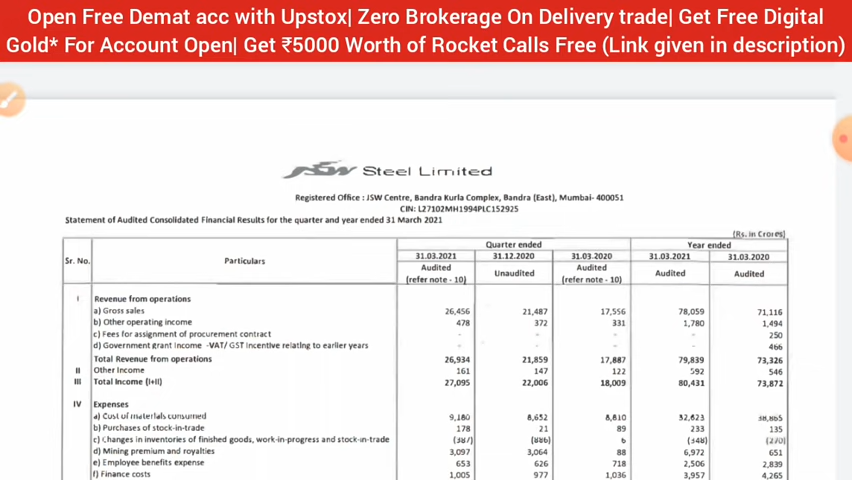 Open Free Demat acc with Upstox| Zero Brokerage On Delivery trade| Get Free Digital
Gold* For Account Open| Get ₹5000 Worth of Rocket Calls Free (Link given in description)
JSW Steel Limited
Registered Office : JSW Centre, Bandra Kurla Complex, Bandra (East), Mumbai- 400051
CIN: L27102MH1994PLC152925
Statement of Audited Consolidated Financial Results for the quarter and year ended 31 March 2021
(Rs. in Crores)
Sr. No. Particulars Quarter ended Year ended
31.03.2021 31.12.2020 31.03.2020 31.03.2021 31.03.2020
Audited Unaudited Audited Audited Audited
(refer note - 10) (refer note - 10)
I Revenue from operations
a) Gross sales 26,456 21,487 17,556 78,059 71,116
b) Other operating income 478 372 331 1,780 1,494
c) Fees for assignment of procurement contract - - - - 250
d) Government grant income -VAT/ GST Incentive relating to earlier years - - - - 466
Total Revenue from operations 26,934 21,859 17,887 79,839 73,326
II Other Income 161 147 122 592 546
III Total Income (I+II) 27,095 22,006 18,009 80,431 73,872
IV Expenses
a) Cost of materials consumed 9,180 8,652 8,810 32,623 38,865
b) Purchases of stock-in-trade 178 21 89 233 135
c) Changes in inventories of finished goods, work-in-progress and stock-in-trade (387) (886) 6 (348) (270)
d) Mining premium and royalties 3,097 3,064 88 6,972 651
e) Employee benefits expense 653 626 718 2,506 2,839
f) Finance costs 1,005 977 1,036 3,957 4,265